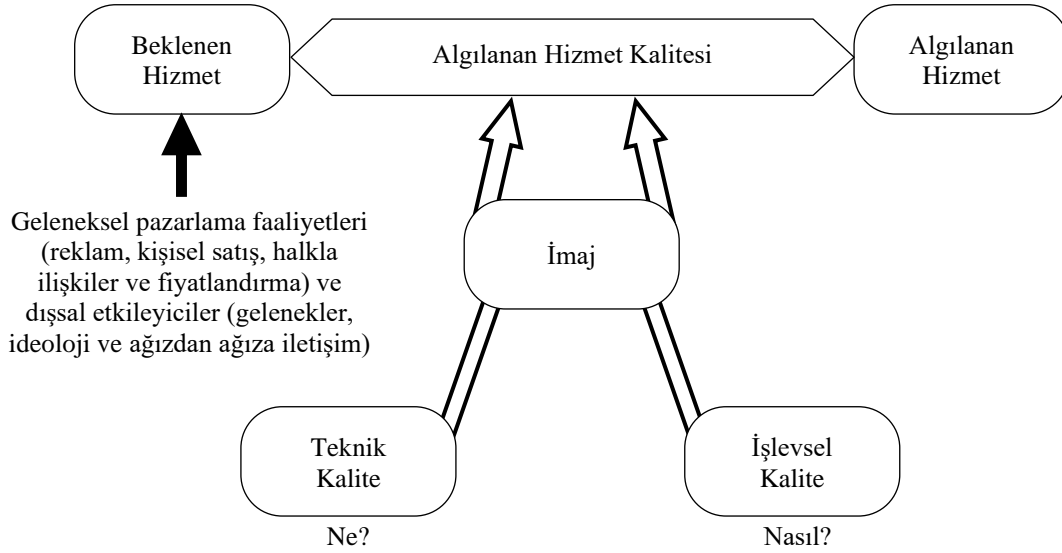 Beklenen
Hizmet
Algılanan Hizmet Kalitesi
Algılanan
Hizmet
Geleneksel pazarlama faaliyetleri
(reklam, kişisel satış, halkla
ilişkiler ve fiyatlandırma) ve
dışsal etkileyiciler (gelenekler,
ideoloji ve ağızdan ağıza iletişim)
İmaj
Teknik
Kalite
İşlevsel
Kalite
Ne?
Nasıl?